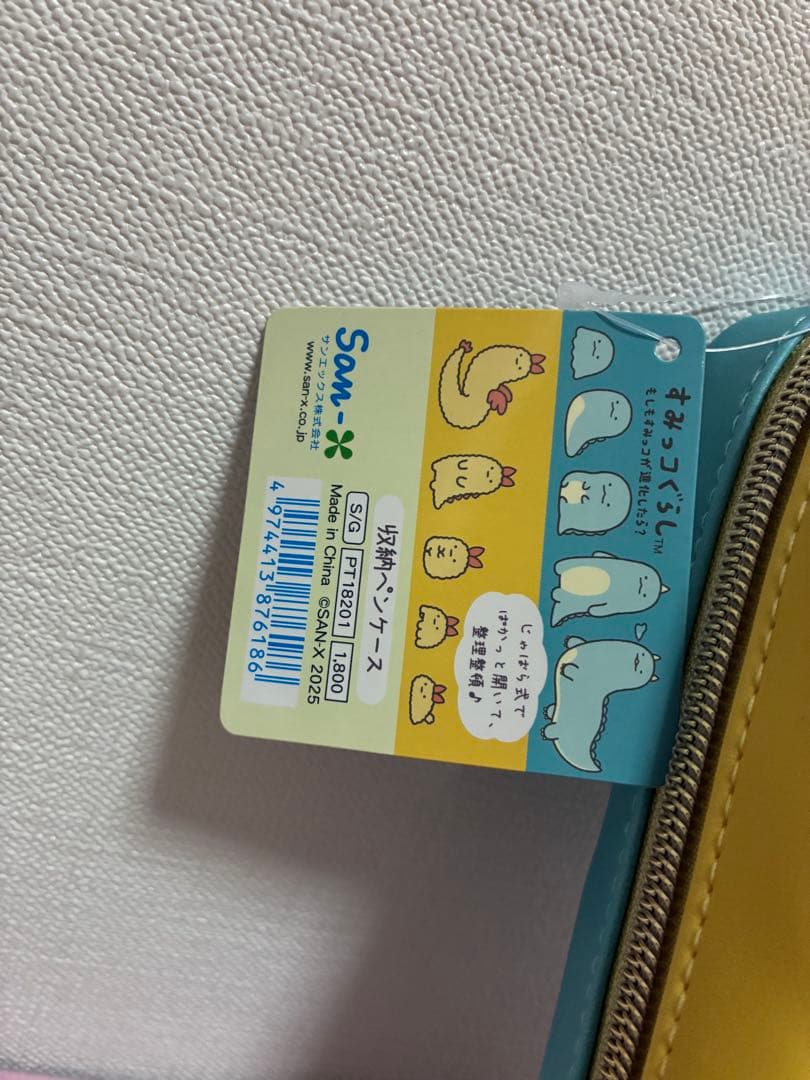 すみっコぐらし™
もしもすみっコが進化したら?
じゃばら式で
ぱかっと開いて、
整理整頓♪
収納ペンケース
S/G PT18201 1,800
Made in China ©SAN-X 2025
San-X
サンエックス株式会社
www.san-x.co.jp
4 974413 876186